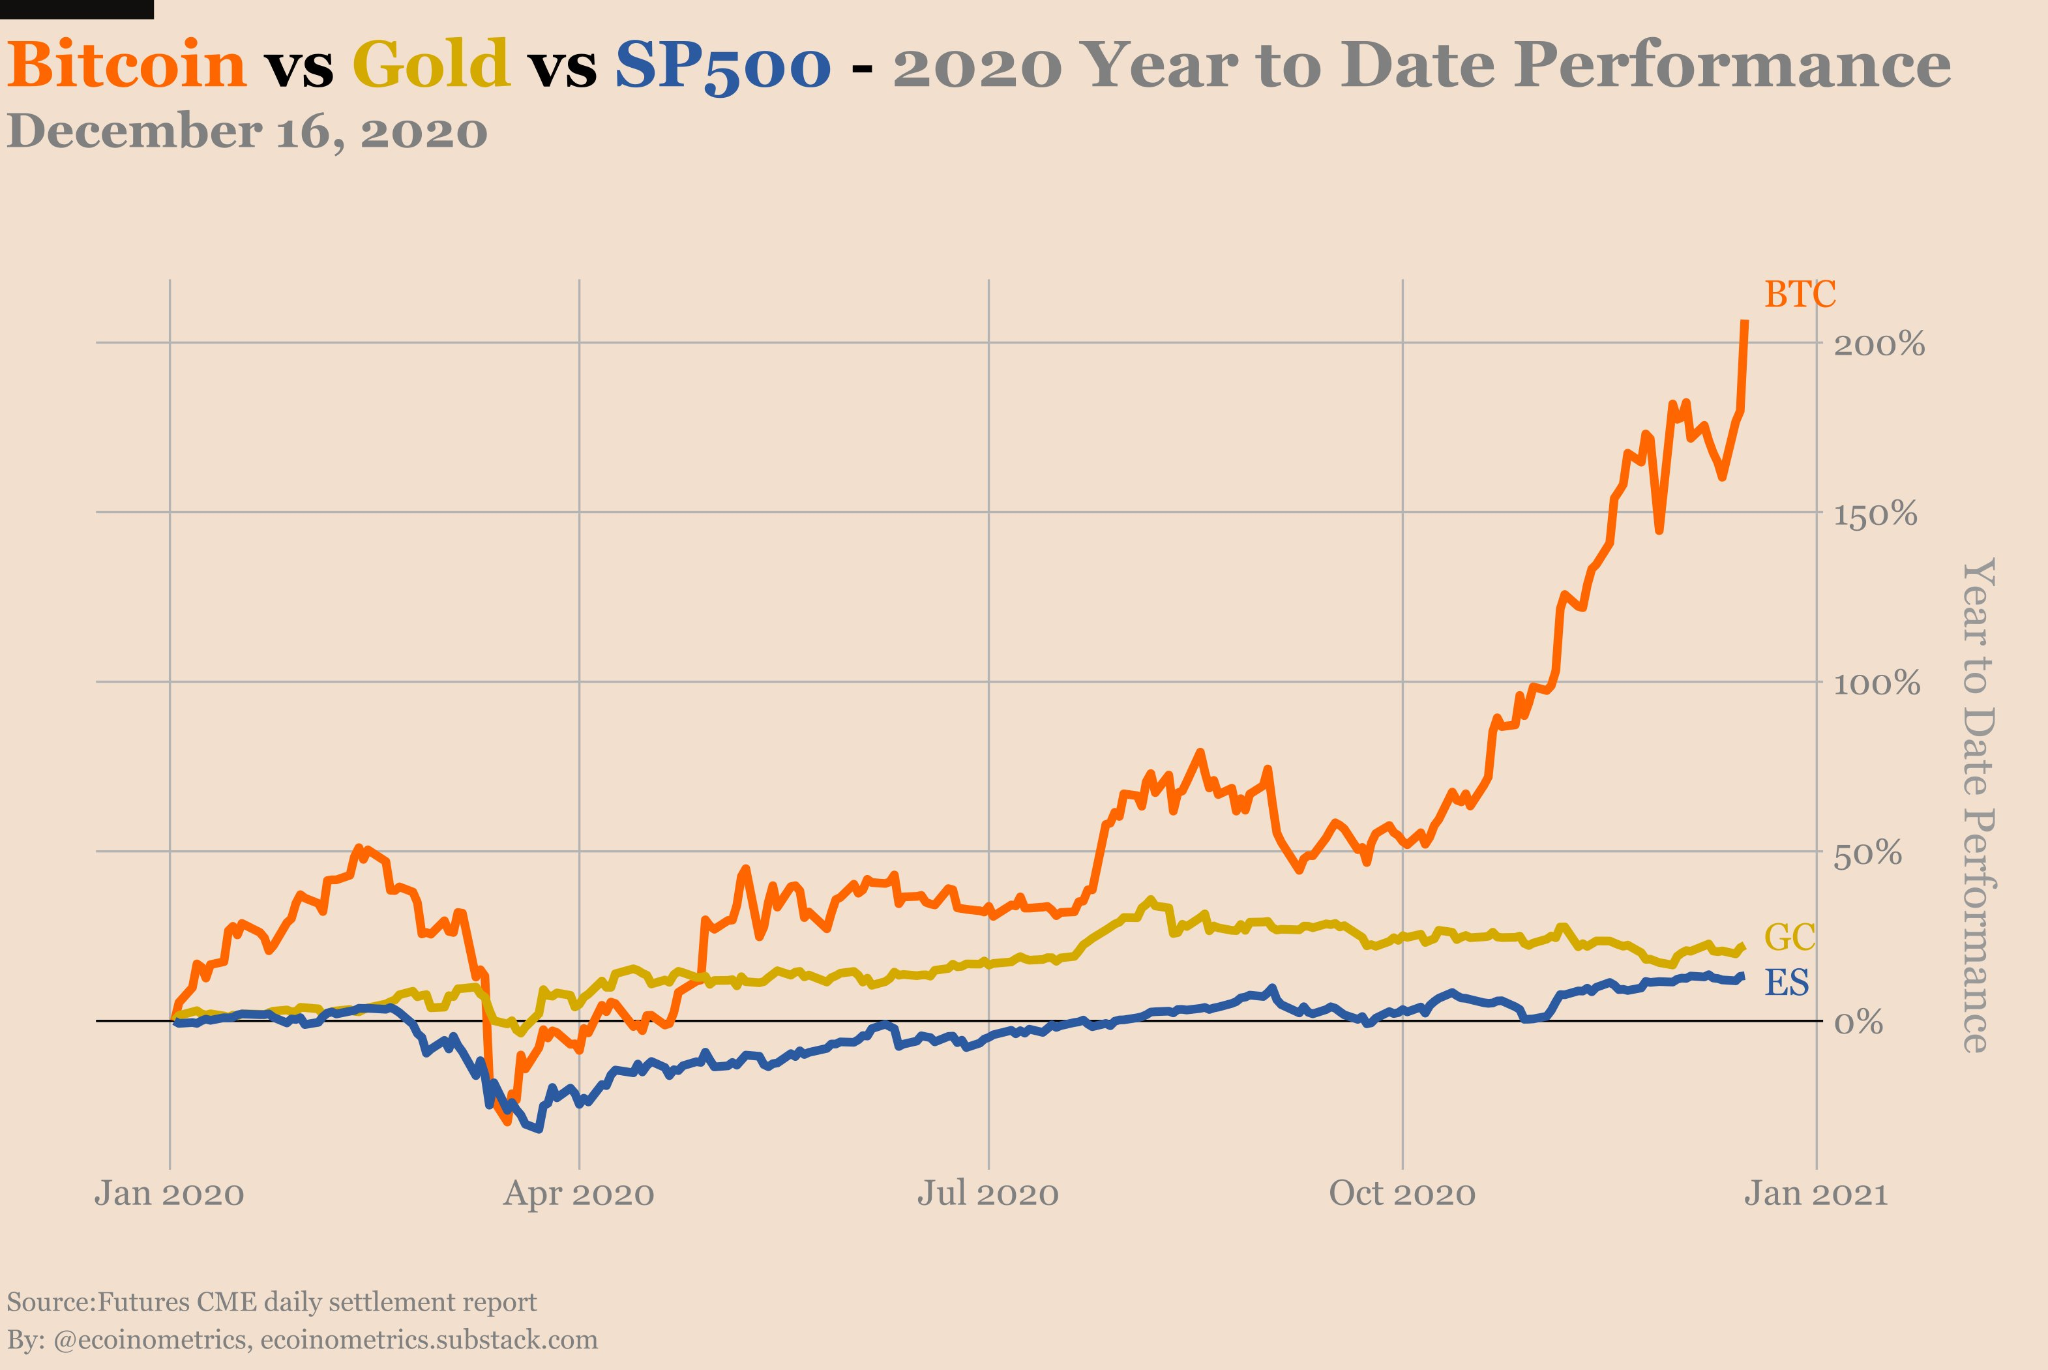 Bitcoin vs Gold vs SP500 - 2020 Year to Date Performance
December 16, 2020
BTC
200%
150%
100%
50%
GC
ES
0%
Year to Date Performance
Jan 2020
Apr 2020
Jul 2020
Oct 2020
Jan 2021
Source:Futures CME daily settlement report
By: @ecoinometrics, ecoinometrics.substack.com